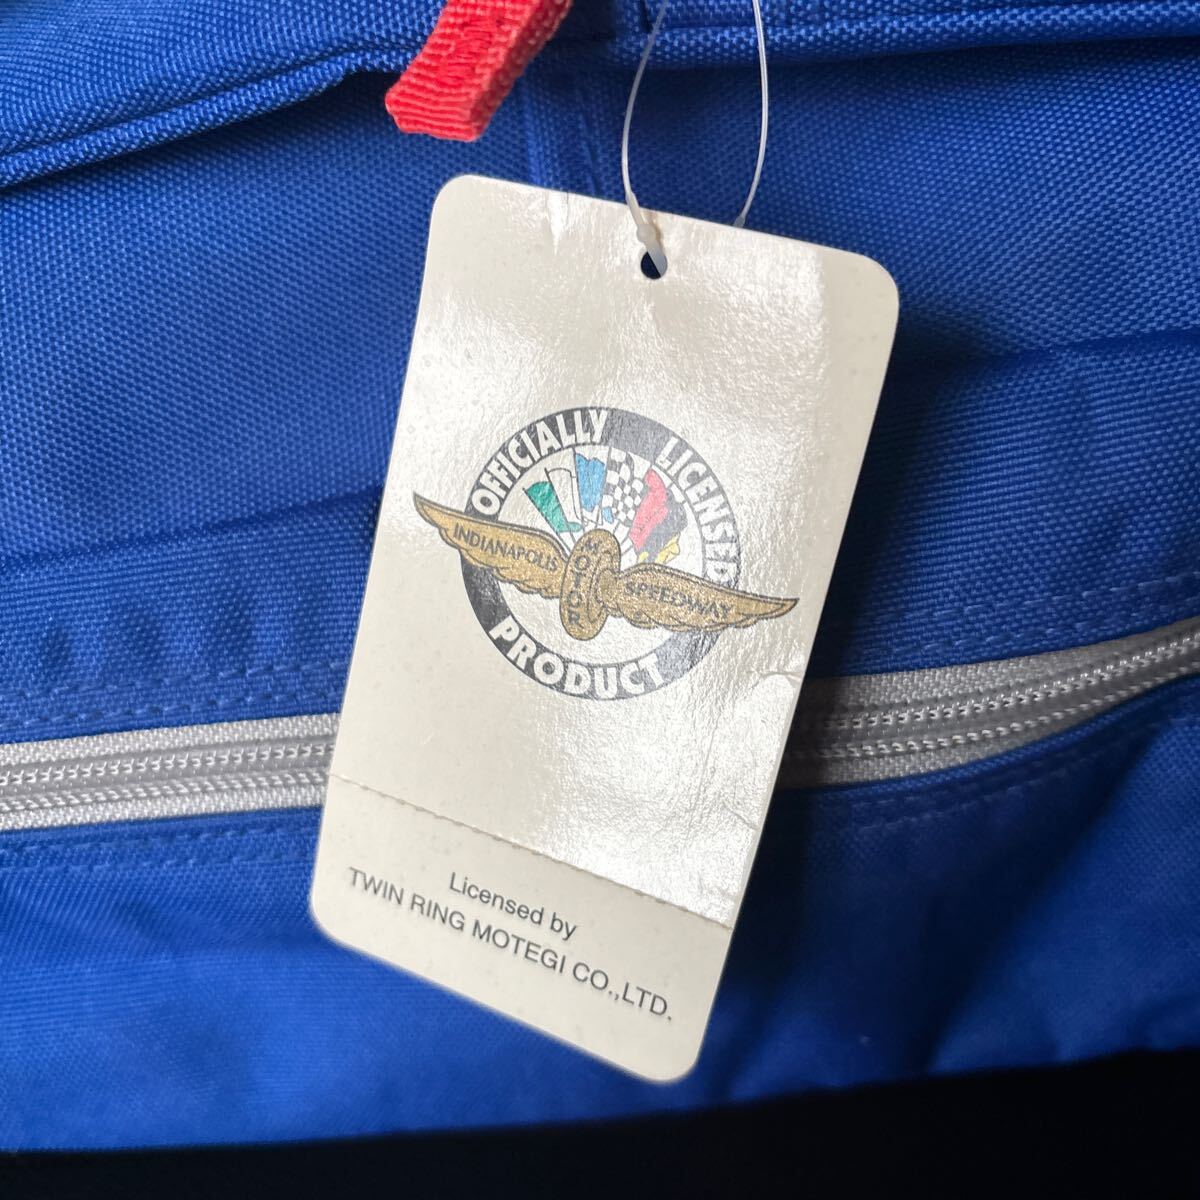 OFFICIALLY LICENSED
INDIANAPOLIS
MOTOR
SPEEDWAY
PRODUCT
Licensed by
TWIN RING MOTEGI CO.,LTD.